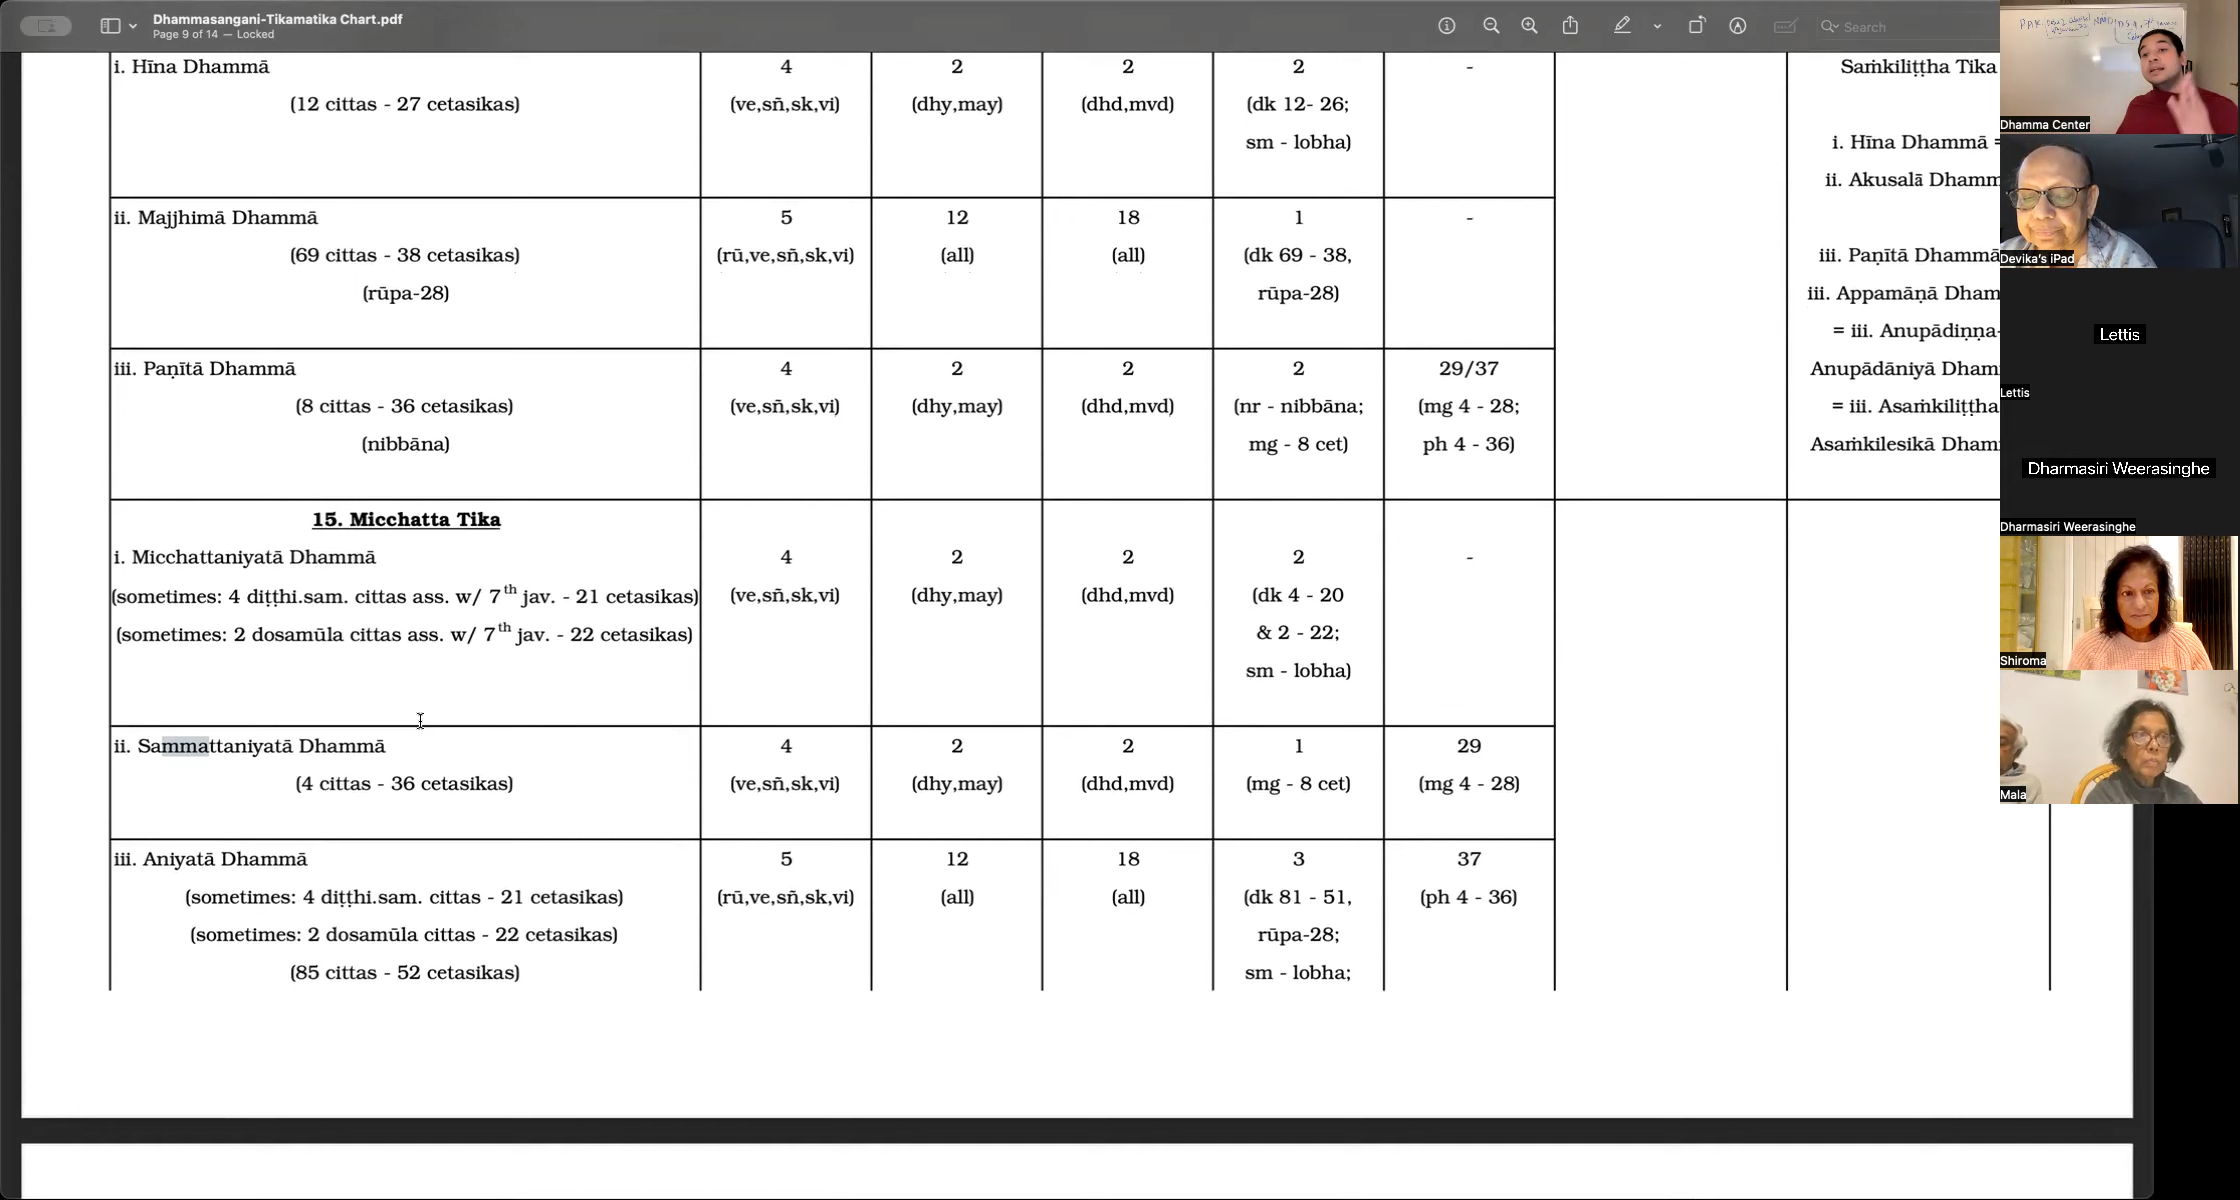 Dhammasangani-Tikamatika Chart.pdf
Page 9 of 14 — Locked
Search
i. Hīna Dhammā
(12 cittas - 27 cetasikas)
4
(ve,sñ,sk,vi)
2
(dhy,may)
2
(dhd,mvd)
2
(dk 12- 26;
sm - lobha)
-
Saṁkiliṭṭha Tika
i. Hīna Dhammā =
ii. Akusalā Dhamm
iii. Paṇītā Dhammā
iii. Appamāṇā Dham
= iii. Anupādiṇṇa-
Anupādāniyā Dham
= iii. Asaṁkiliṭṭha
Asaṁkilesikā Dham
ii. Majjhimā Dhammā
(69 cittas - 38 cetasikas)
(rūpa-28)
5
(rū,ve,sñ,sk,vi)
12
(all)
18
(all)
1
(dk 69 - 38,
rūpa-28)
-
iii. Paṇītā Dhammā
(8 cittas - 36 cetasikas)
(nibbāna)
4
(ve,sñ,sk,vi)
2
(dhy,may)
2
(dhd,mvd)
2
(nr - nibbāna;
mg - 8 cet)
29/37
(mg 4 - 28;
ph 4 - 36)
15. Micchatta Tika
i. Micchattaniyatā Dhammā
(sometimes: 4 diṭṭhi.sam. cittas ass. w/ 7th jav. - 21 cetasikas)
(sometimes: 2 dosamūla cittas ass. w/ 7th jav. - 22 cetasikas)
4
(ve,sñ,sk,vi)
2
(dhy,may)
2
(dhd,mvd)
2
(dk 4 - 20
& 2 - 22;
sm - lobha)
-
ii. Sammattaniyatā Dhammā
(4 cittas - 36 cetasikas)
4
(ve,sñ,sk,vi)
2
(dhy,may)
2
(dhd,mvd)
1
(mg - 8 cet)
29
(mg 4 - 28)
iii. Aniyatā Dhammā
(sometimes: 4 diṭṭhi.sam. cittas - 21 cetasikas)
(sometimes: 2 dosamūla cittas - 22 cetasikas)
(85 cittas - 52 cetasikas)
5
(rū,ve,sñ,sk,vi)
12
(all)
18
(all)
3
(dk 81 - 51,
rūpa-28;
sm - lobha;
37
(ph 4 - 36)
Dhamma Center
Devika's iPad
Lettis
Lettis
Dharmasiri Weerasinghe
Dharmasiri Weerasinghe
Shiroma
Mala